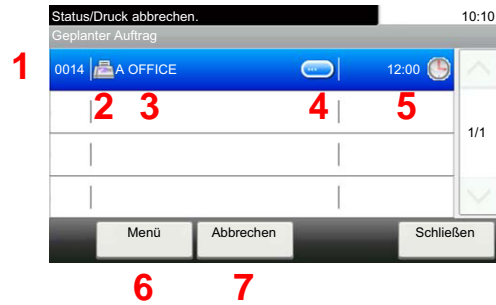 Status/Druck abbrechen. 10:10
Geplanter Auftrag
1 0014 A OFFICE ... 12:00
2 3 4 5
1/1
Menü Abbrechen Schließen
6 7